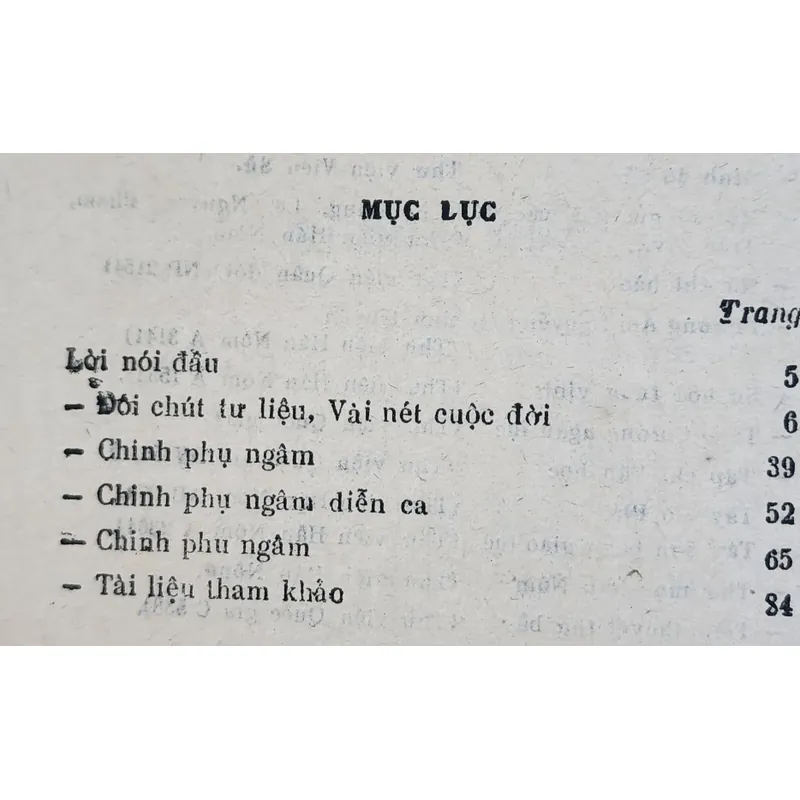 MỤC LỤC
Trang
Lời nói đầu 5
– Đôi chút tư liệu, Vài nét cuộc đời 6
– Chinh phụ ngâm 39
– Chinh phụ ngâm diễn ca 52
– Chinh phu ngâm 65
– Tài liệu tham khảo 84